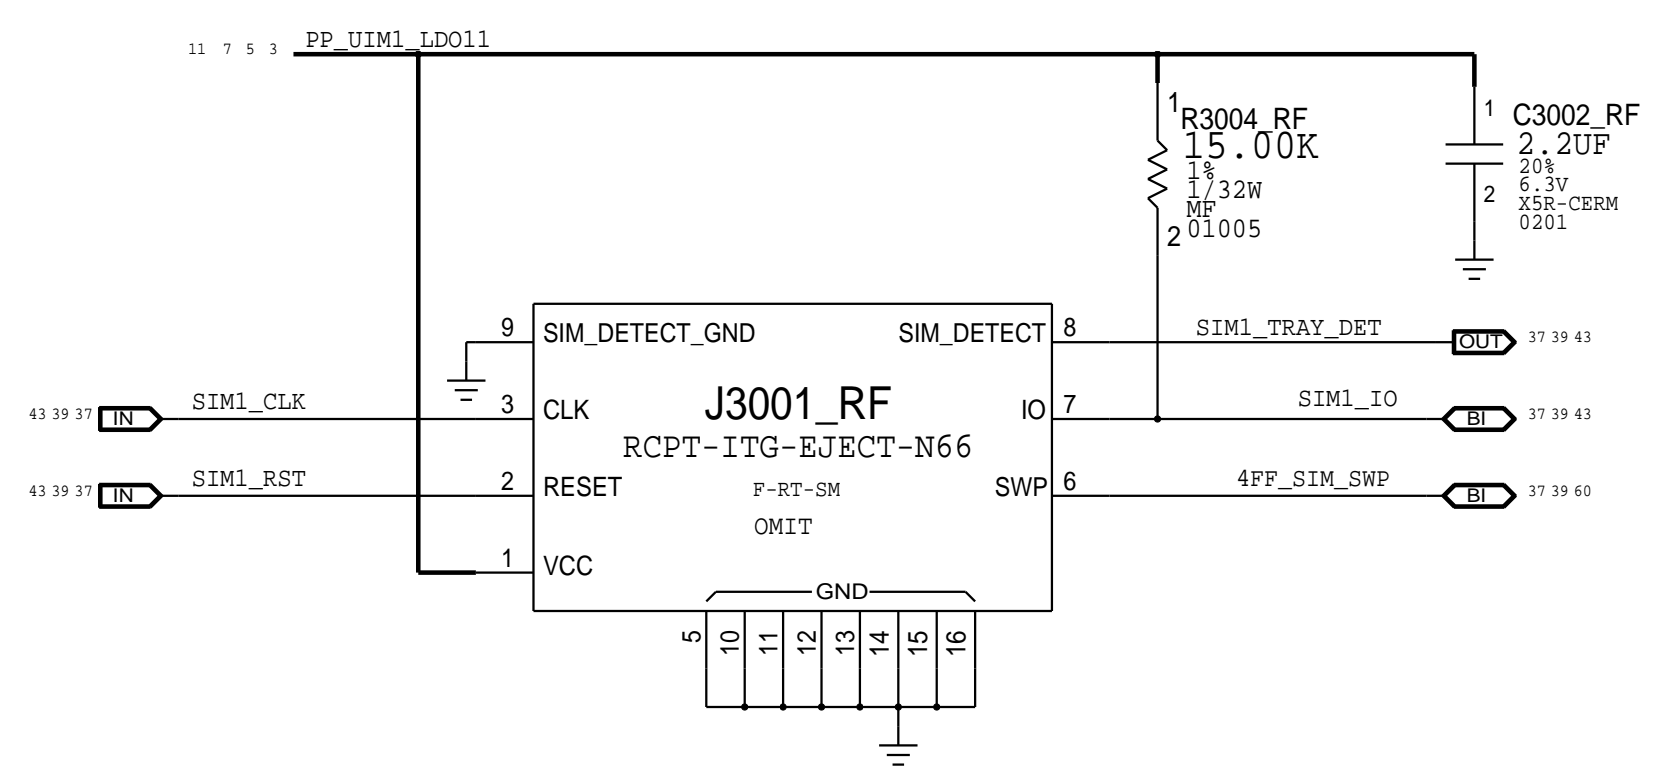 11 7 5 3 PP_UIM1_LDO11
1
R3004_RF
15.00K
1%
1/32W
MF
01005
2
1
C3002_RF
2.2UF
20%
6.3V
X5R-CERM
0201
2
9 SIM_DETECT_GND
SIM_DETECT 8 SIM1_TRAY_DET OUT 37 39 43
43 39 37 IN SIM1_CLK 3 CLK
J3001_RF
IO 7 SIM1_IO BI 37 39 43
RCPT-ITG-EJECT-N66
43 39 37 IN SIM1_RST 2 RESET
F-RT-SM
SWP 6 4FF_SIM_SWP BI 37 39 60
OMIT
1 VCC
GND
5 10 11 12 13 14 15 16